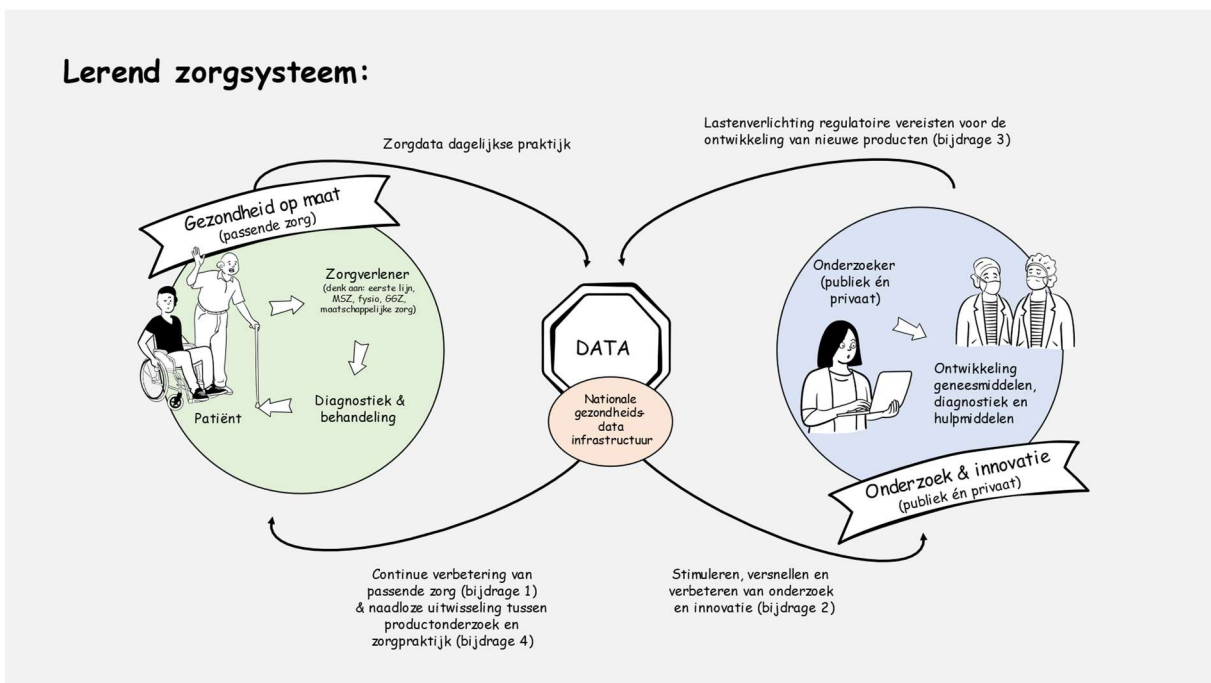 Lerend zorgsysteem:
Zorgdata dagelijkse praktijk
Lastenverlichting regulatoire vereisten voor de
ontwikkeling van nieuwe producten (bijdrage 3)
Gezondheid op maat
(passende zorg)
Zorgverlener
(denk aan: eerste lijn,
MSZ, fysio, GGZ,
maatschappelijke zorg)
Diagnostiek &
behandeling
Patiënt
DATA
Nationale
gezondheids-
data
infrastructuur
Onderzoeker
(publiek én
privaat)
Ontwikkeling
geneesmiddelen,
diagnostiek en
hulpmiddelen
Onderzoek & innovatie
(publiek én privaat)
Continue verbetering van
passende zorg (bijdrage 1)
& naadloze uitwisseling tussen
productonderzoek en
zorgpraktijk (bijdrage 4)
Stimuleren, versnellen en
verbeteren van onderzoek
en innovatie (bijdrage 2)